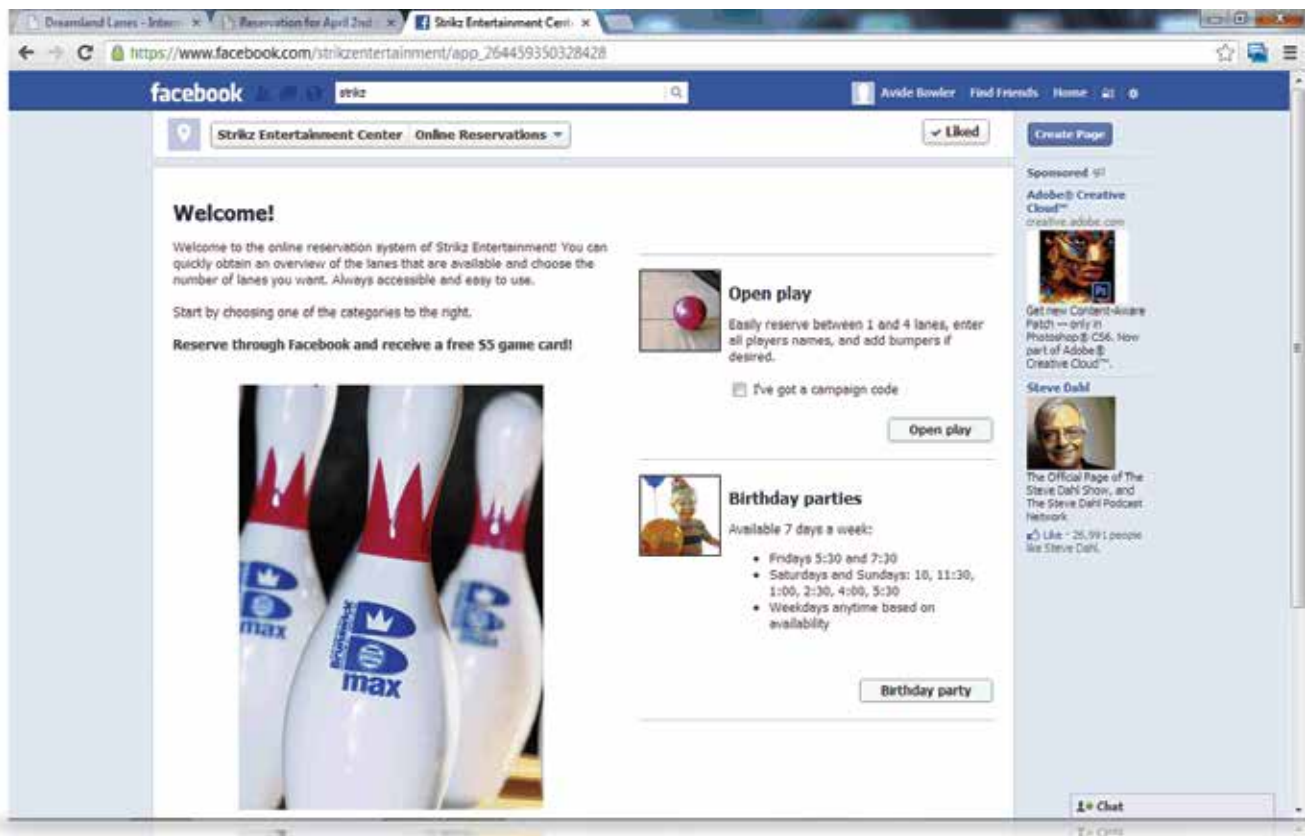 Dreamland Lanes - Intern
Reservation for April 2nd
Strikz Entertainment Cent
https://www.facebook.com/strikzentertainment/app_264459350328428
facebook
strikz
Avide Bowler Find Friends Home
Strikz Entertainment Center Online Reservations
Liked
Create Page
Welcome!
Welcome to the online reservation system of Strikz Entertainment! You can
quickly obtain an overview of the lanes that are available and choose the
number of lanes you want. Always accessible and easy to use.
Start by choosing one of the categories to the right.
Reserve through Facebook and receive a free $5 game card!
Brunswick
max
max
Open play
Easily reserve between 1 and 4 lanes, enter
all players names, and add bumpers if
desired.
I've got a campaign code
Open play
Birthday parties
Available 7 days a week:
• Fridays 5:30 and 7:30
• Saturdays and Sundays: 10, 11:30,
1:00, 2:30, 4:00, 5:30
• Weekdays anytime based on
availability
Birthday party
Sponsored
Adobe® Creative
Cloud™
creative.adobe.com
Ps
Get new Content-Aware
Patch — only in
Photoshop® CS6. Now
part of Adobe®
Creative Cloud™.
Steve Dahl
The Official Page of The
Steve Dahl Show, and
The Steve Dahl Podcast
Network
Like · 25,991 people
like Steve Dahl.
Chat